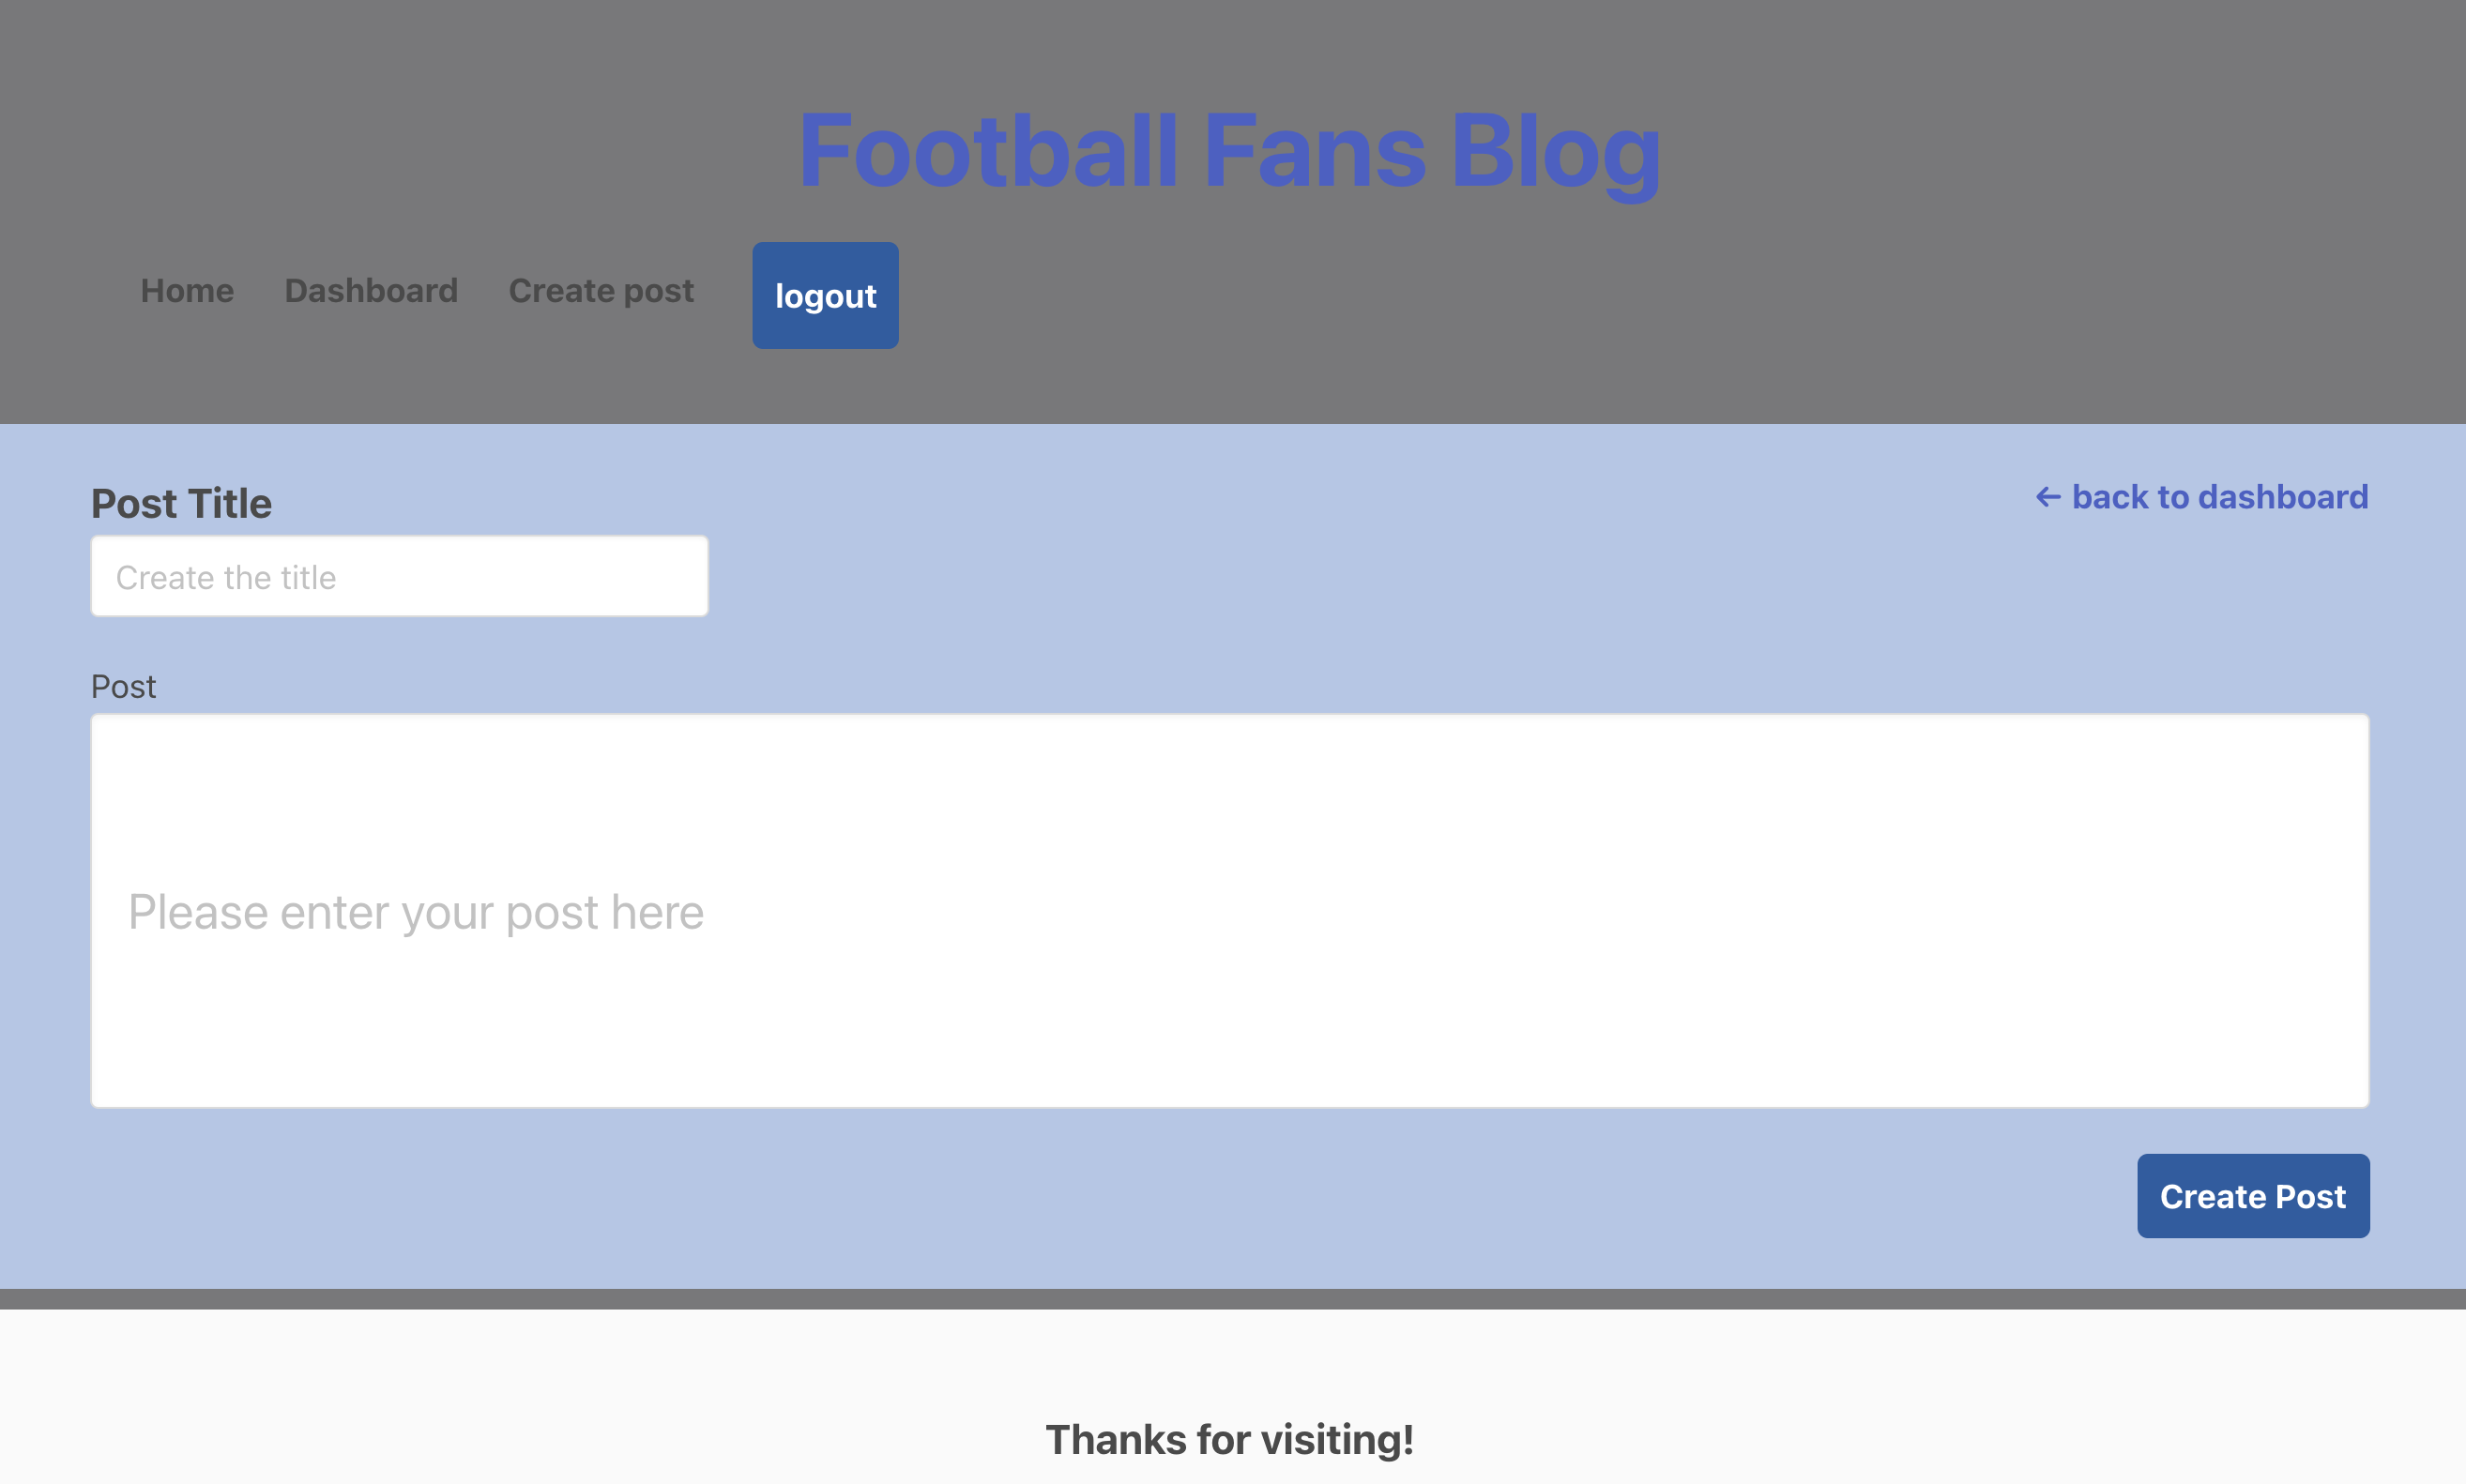 Football Fans Blog
Home Dashboard Create post logout
Post Title
← back to dashboard
Create the title
Post
Please enter your post here
Create Post
Thanks for visiting!